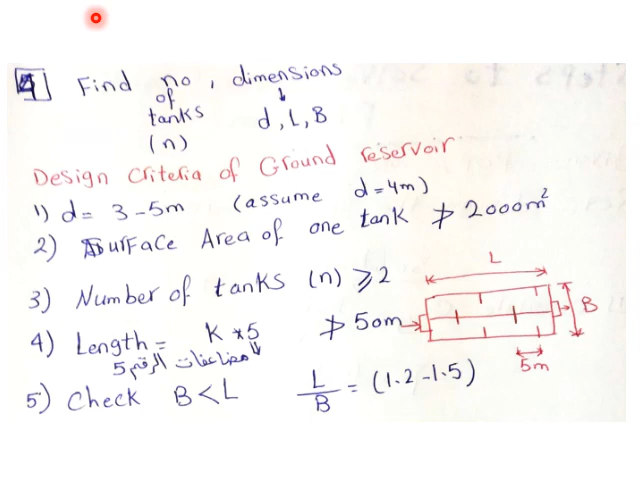 4 Find no of tanks (n), dimensions
d, L, B
Design Criteria of Ground reservoir
1) d = 3-5m (assume d=4m)
2) Surface Area of one tank ≯ 2000m²
3) Number of tanks (n) ≥ 2
4) Length = K *5 ≯ 50m
مضاعفات الرقم 5
5) Check B<L L/B = (1.2-1.5)
L
B
5m